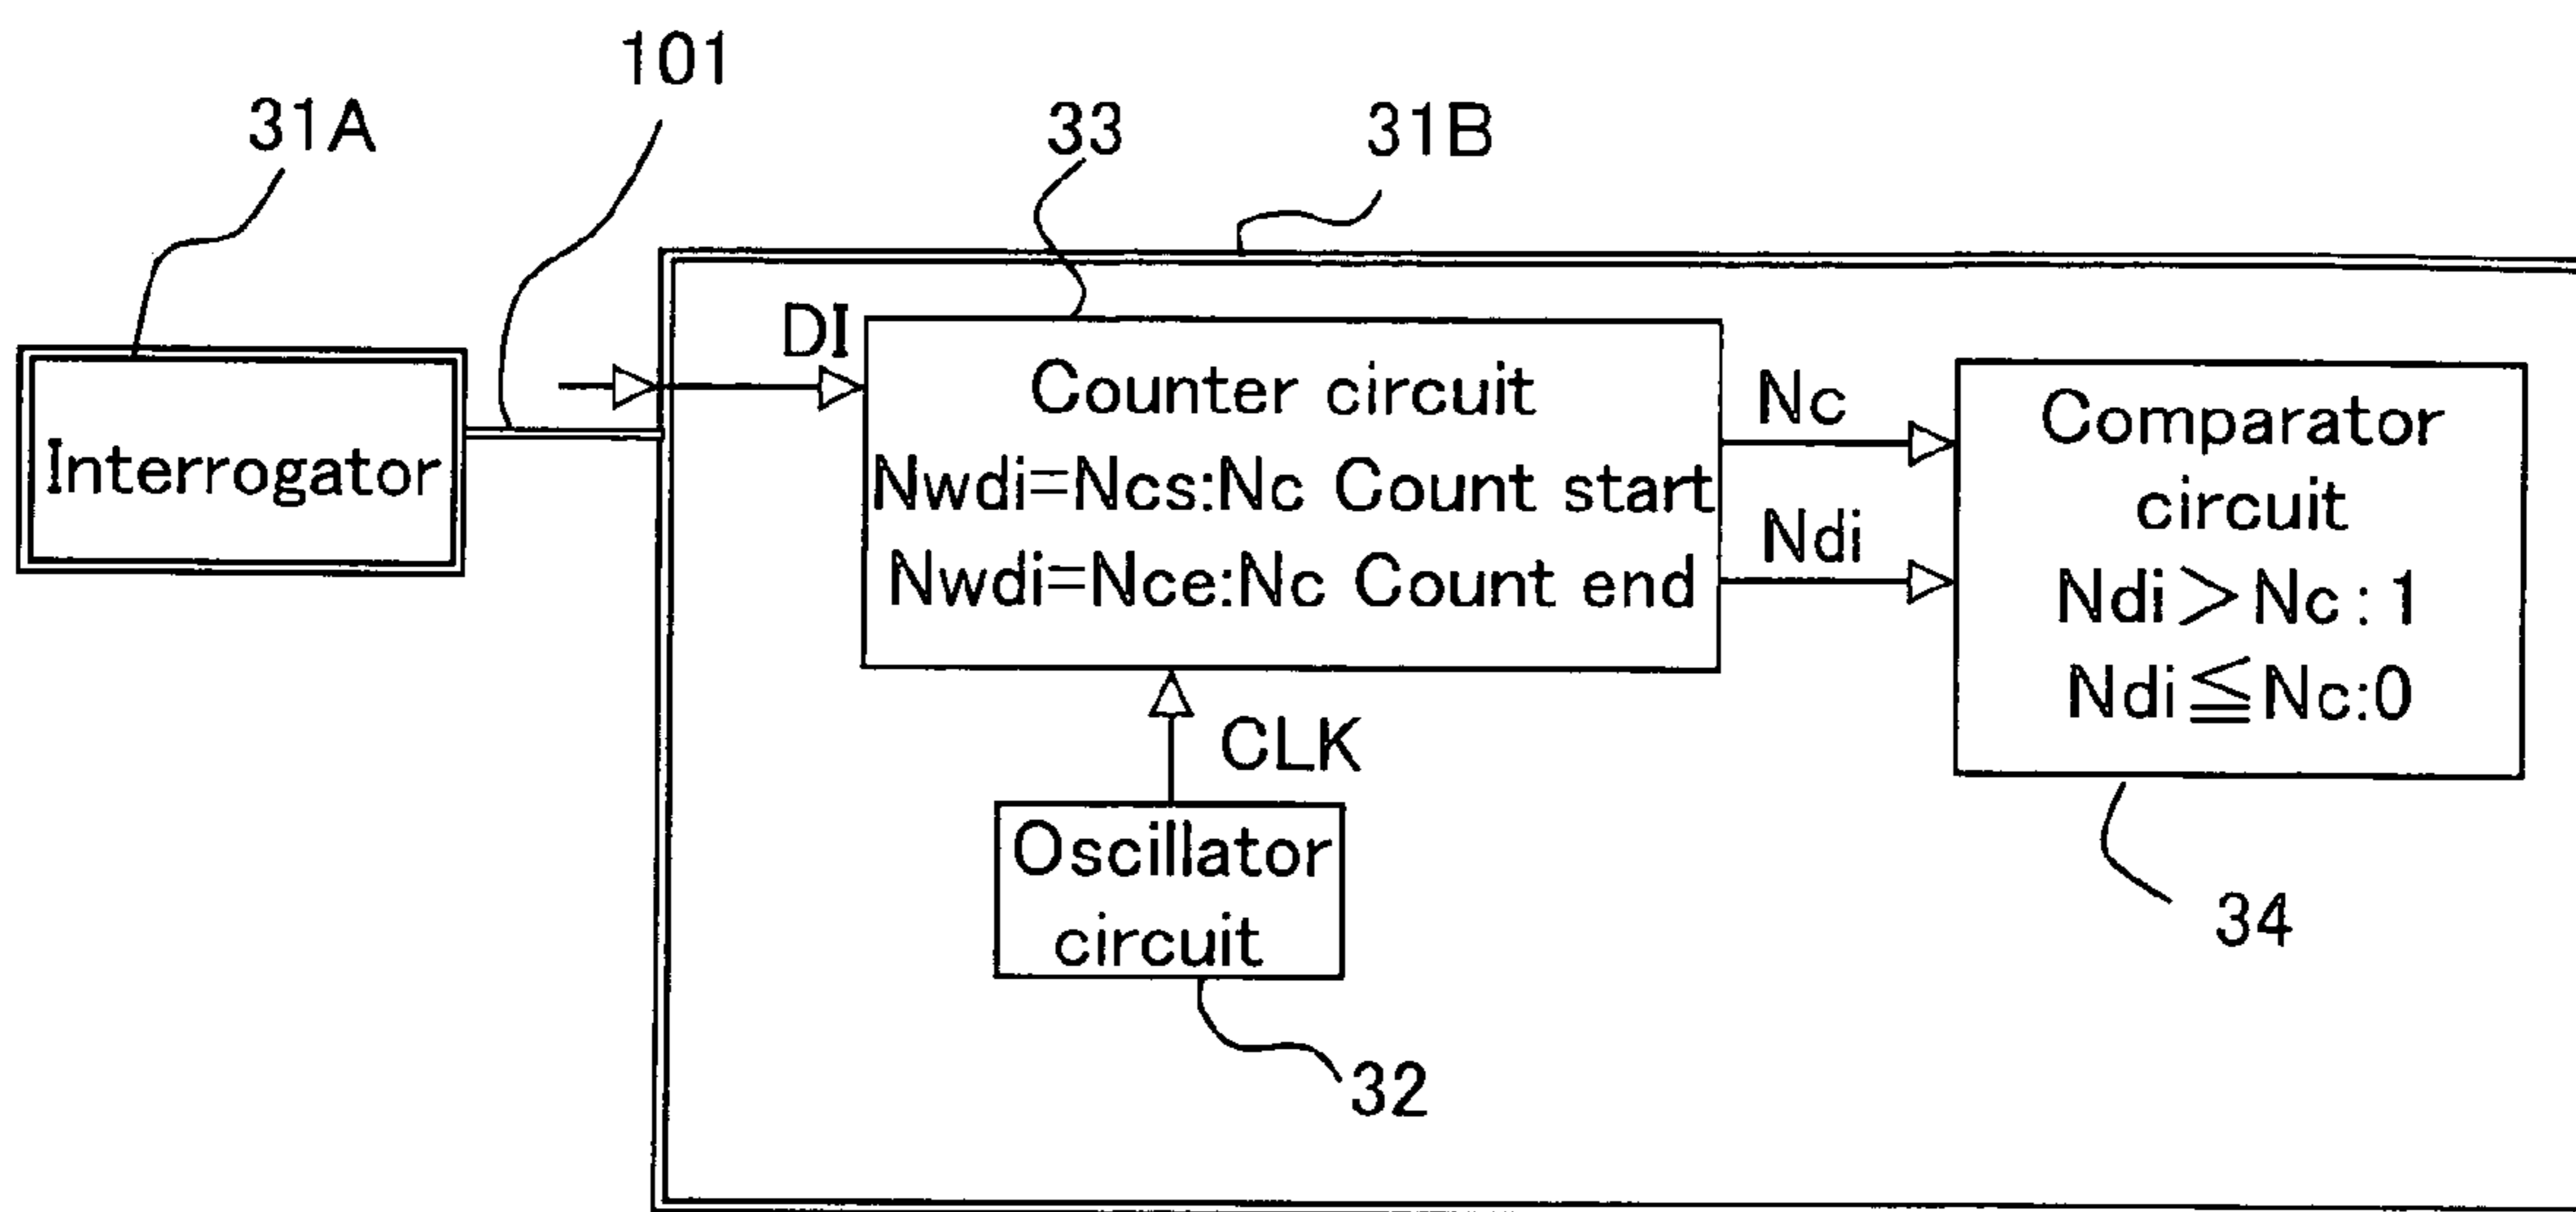 101
31A
33
31B
DI
Interrogator
Counter circuit
Nwdi=Ncs:Nc Count start
Nwdi=Nce:Nc Count end
Nc
Ndi
Comparator
circuit
Ndi>Nc:1
Ndi≦Nc:0
CLK
Oscillator
circuit
34
32